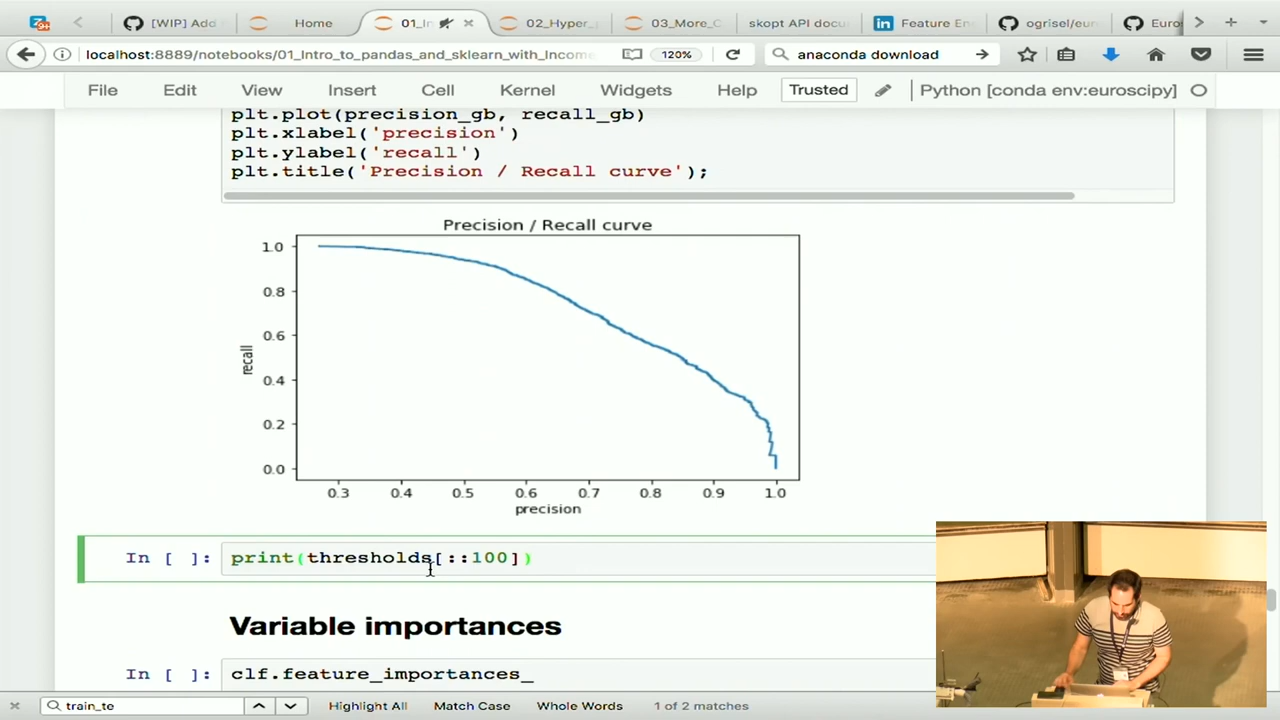 [WIP] Add
Home
01_In
02_Hyper_
03_More_C
skopt API docu
Feature En
ogrisel/eur
Euros
localhost:8889/notebooks/01_Intro_to_pandas_and_sklearn_with_Income
120%
anaconda download
File Edit View Insert Cell Kernel Widgets Help Trusted Python [conda env:euroscipy]
plt.plot(precision_gb, recall_gb)
plt.xlabel('precision')
plt.ylabel('recall')
plt.title('Precision / Recall curve');
Precision / Recall curve
1.0
0.8
0.6
0.4
0.2
0.0
recall
0.3 0.4 0.5 0.6 0.7 0.8 0.9 1.0
precision
In [ ]: print(thresholds[::100])
Variable importances
In [ ]: clf.feature_importances_
train_te Highlight All Match Case Whole Words 1 of 2 matches